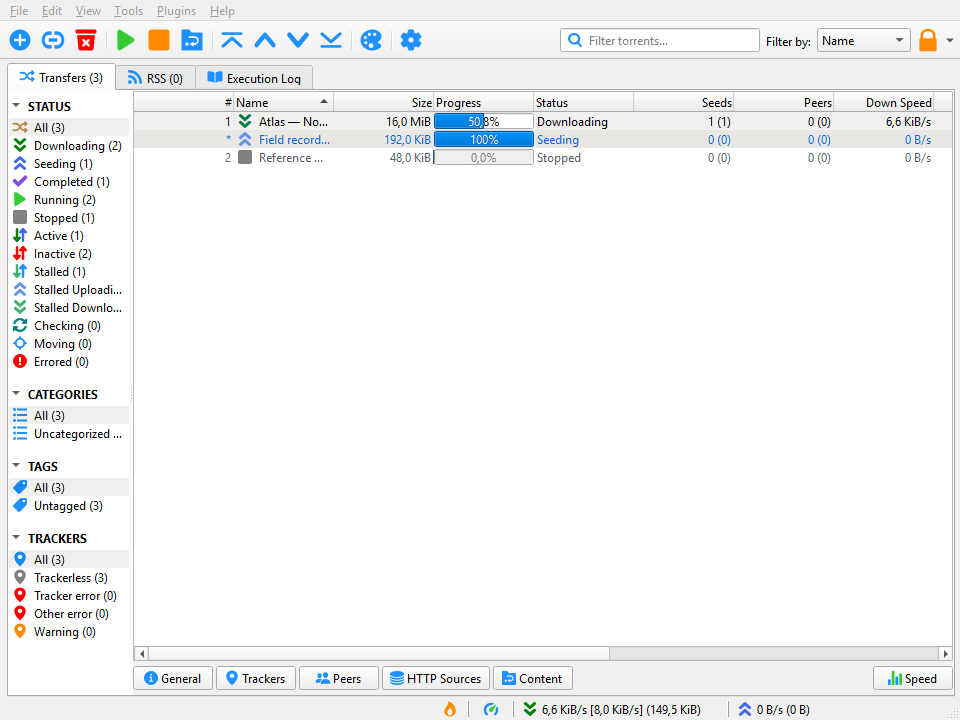 File Edit View Tools Plugins Help
Filter torrents... Filter by: Name
Transfers (3) RSS (0) Execution Log
STATUS
All (3)
Downloading (2)
Seeding (1)
Completed (1)
Running (2)
Stopped (1)
Active (1)
Inactive (2)
Stalled (1)
Stalled Uploadi...
Stalled Downlo...
Checking (0)
Moving (0)
Errored (0)
CATEGORIES
All (3)
Uncategorized ...
TAGS
All (3)
Untagged (3)
TRACKERS
All (3)
Trackerless (3)
Tracker error (0)
Other error (0)
Warning (0)
# Name Size Progress Status Seeds Peers Down Speed
1 Atlas — No... 16,0 MiB 50,8% Downloading 1 (1) 0 (0) 6,6 KiB/s
* Field record... 192,0 KiB 100% Seeding 0 (0) 0 (0) 0 B/s
2 Reference ... 48,0 KiB 0,0% Stopped 0 (0) 0 (0) 0 B/s
General Trackers Peers HTTP Sources Content Speed
6,6 KiB/s [8,0 KiB/s] (149,5 KiB) 0 B/s (0 B)